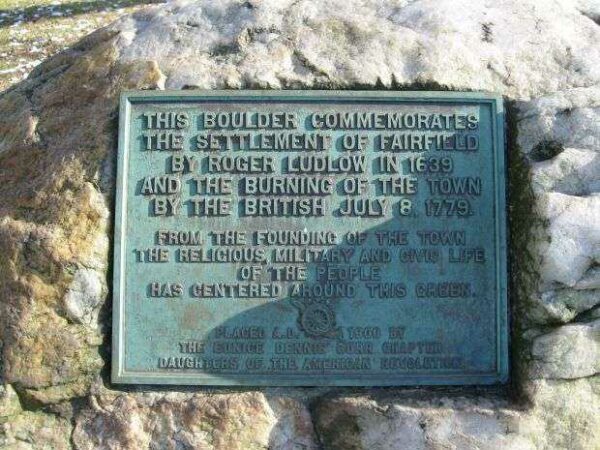 THIS BOULDER COMMEMORATES
THE SETTLEMENT OF FAIRFIELD
BY ROGER LUDLOW IN 1639
AND THE BURNING OF THE TOWN
BY THE BRITISH JULY 8, 1779.
FROM THE FOUNDING OF THE TOWN
THE RELIGIOUS, MILITARY AND CIVIC LIFE
OF THE PEOPLE
HAS CENTERED AROUND THIS GREEN.
PLACED A.D. BY
THE EUNICE DENNIE BURR CHAPTER
DAUGHTERS OF THE AMERICAN REVOLUTION.